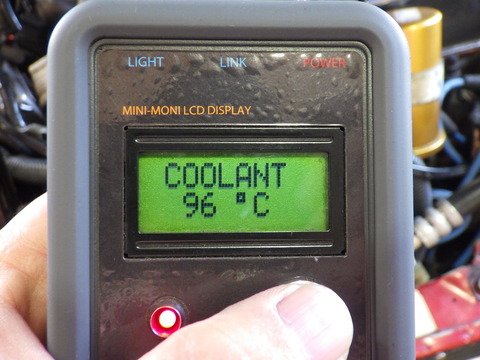 LIGHT LINK POWER
MINI-MONI LCD DISPLAY
COOLANT
96 °C